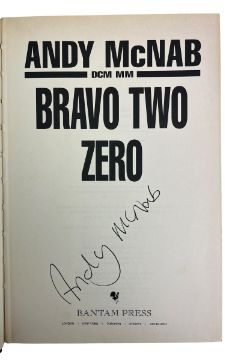 ANDY McNAB
DCM MM
BRAVO TWO
ZERO
Andy McNab
BANTAM PRESS